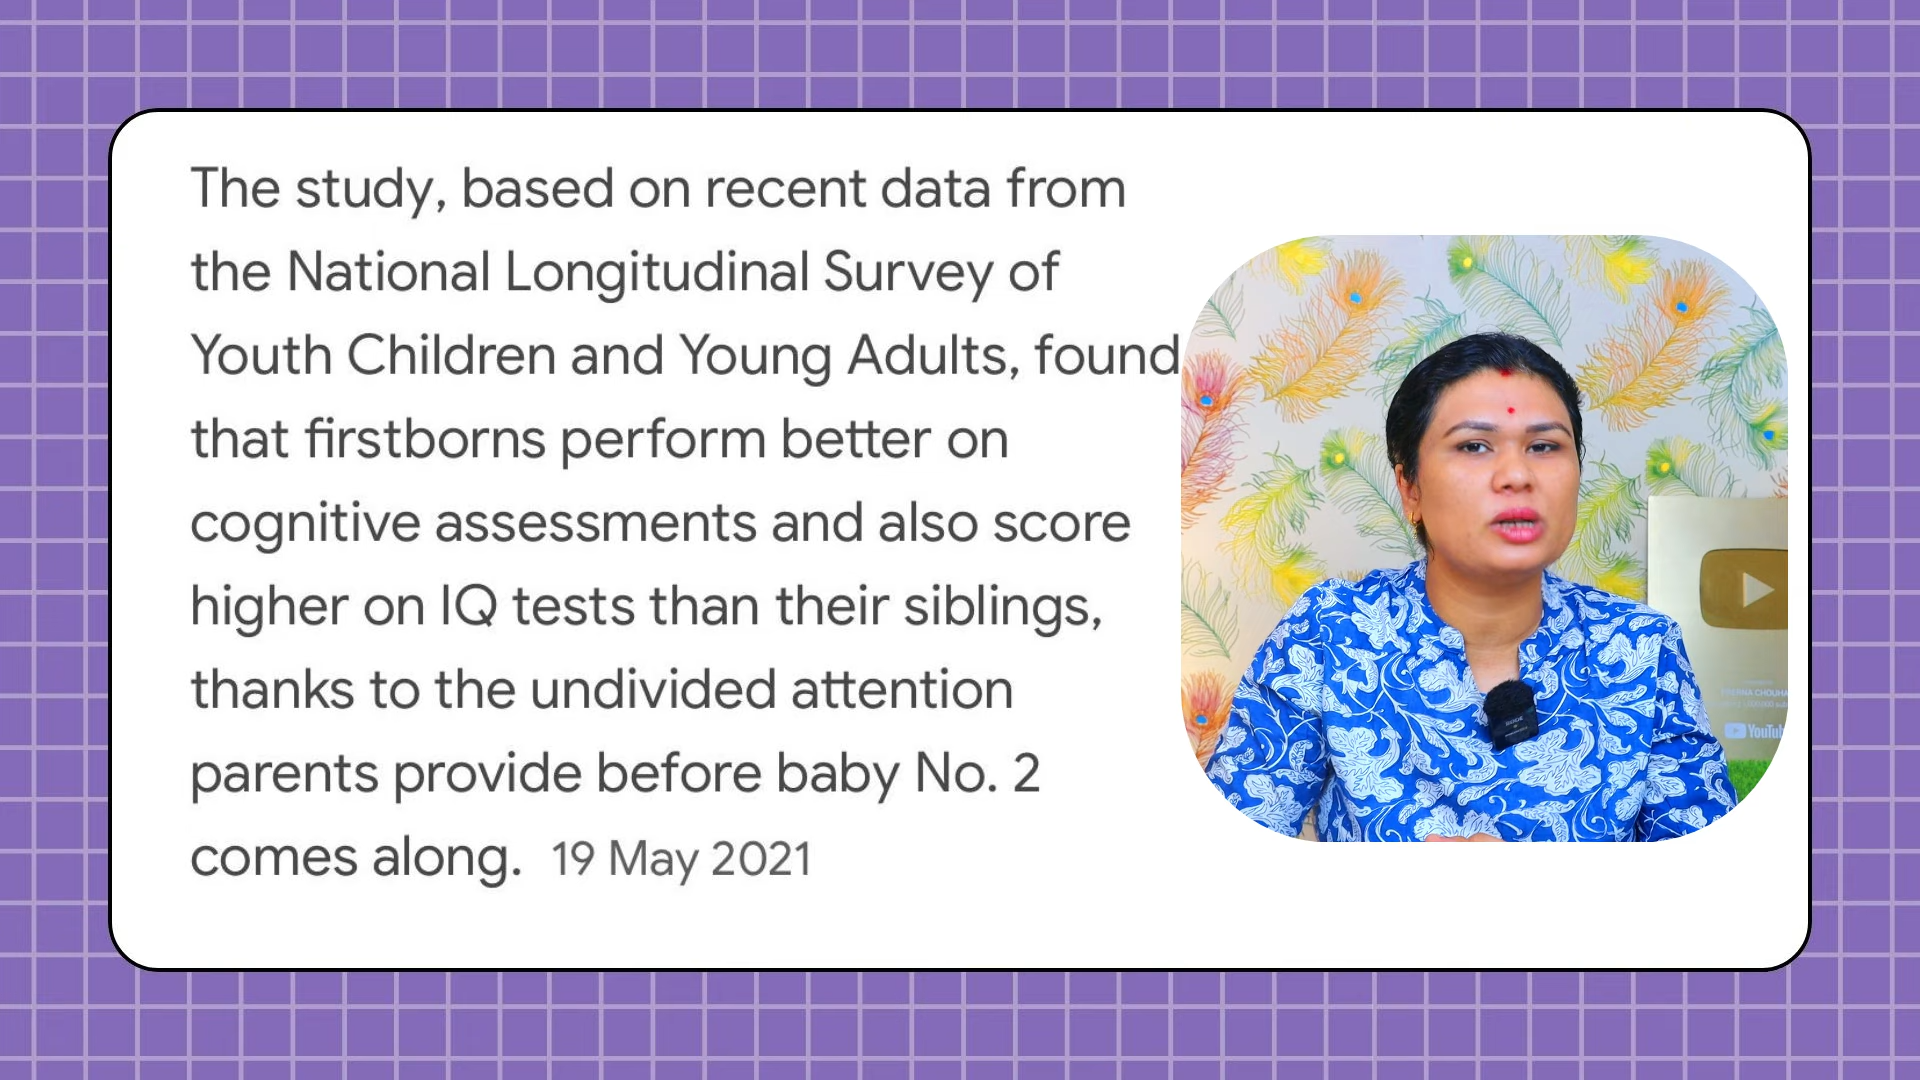 The study, based on recent data from
the National Longitudinal Survey of
Youth Children and Young Adults, found
that firstborns perform better on
cognitive assessments and also score
higher on IQ tests than their siblings,
thanks to the undivided attention
parents provide before baby No. 2
comes along. 19 May 2021
YouTube